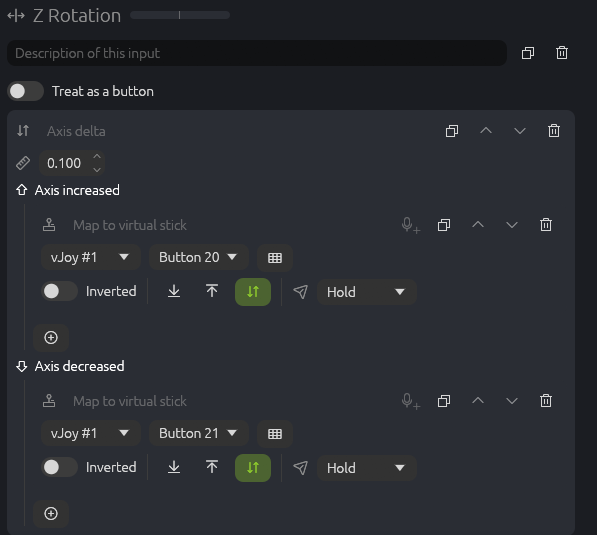 Z Rotation
Description of this input
Treat as a button
Axis delta
0.100
Axis increased
Map to virtual stick
vJoy #1 Button 20
Inverted Hold
Axis decreased
Map to virtual stick
vJoy #1 Button 21
Inverted Hold